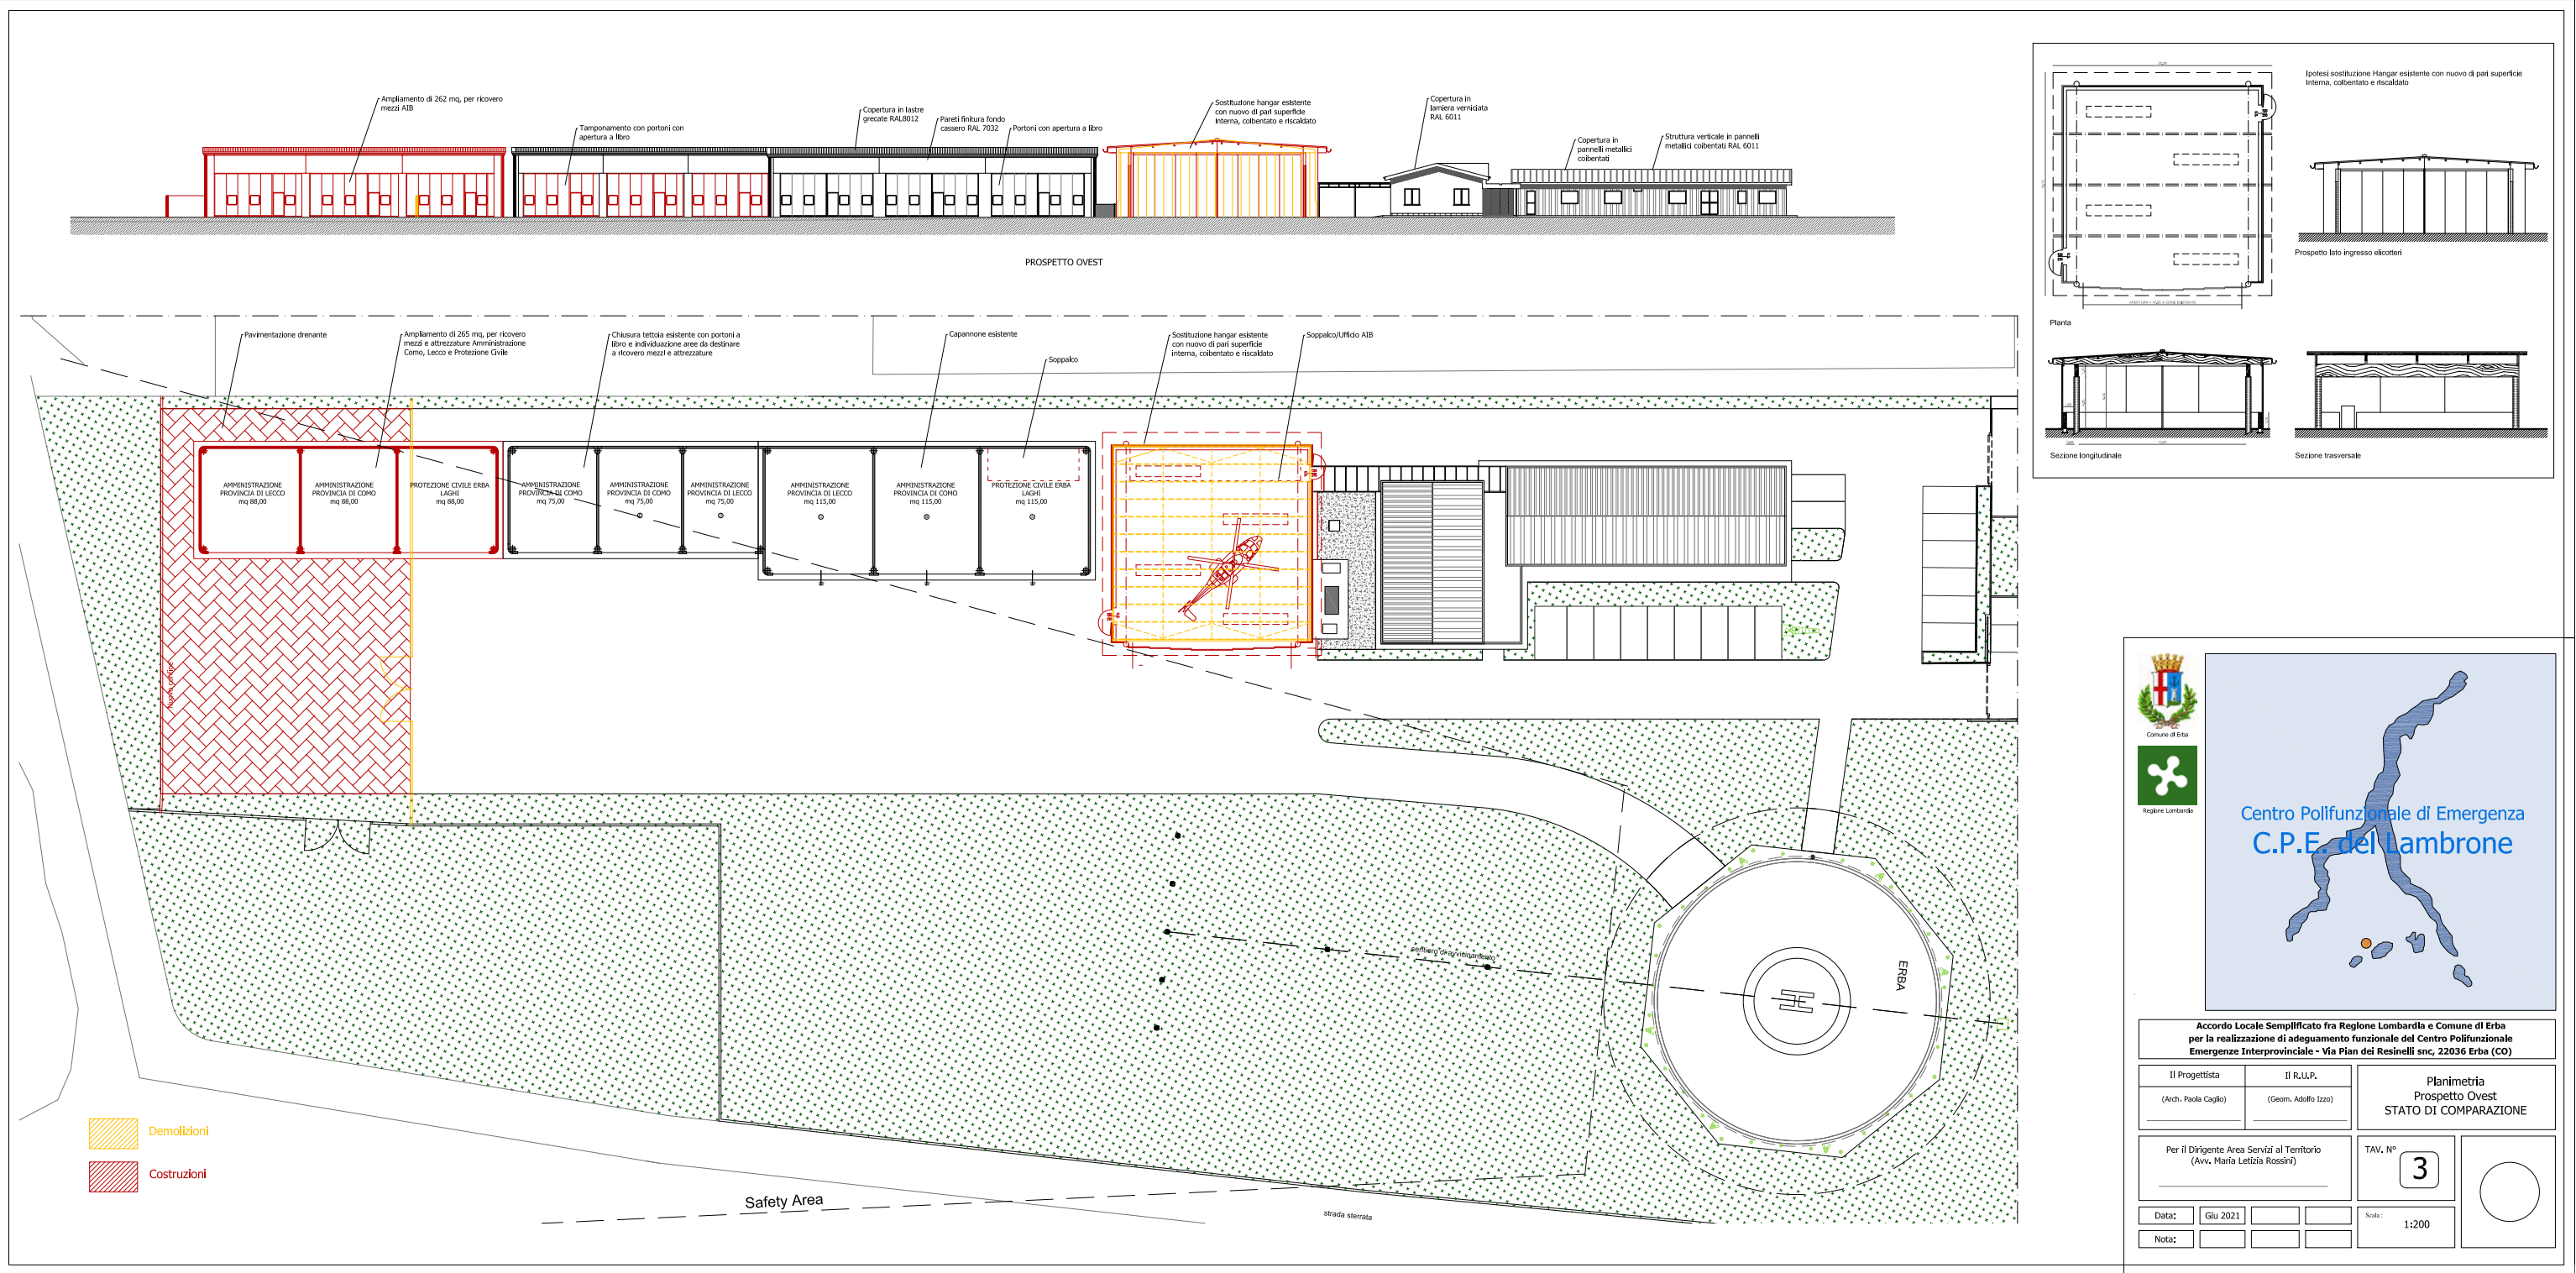 Ampliamento di 262 mq, per ricovero
mezzi AIB
Tamponamento con portoni con
apertura a libro
Copertura in lastre
grecate RAL8012
Pareti finitura fondo
cassero RAL 7032
Portoni con apertura a libro
Sostituzione hangar esistente
con nuovo di pari superficie
interna, coibentato e riscaldato
Copertura in
lamiera verniciata
RAL 6011
Copertura in
pannelli metallici
coibentati
Struttura verticale in pannelli
metallici coibentati RAL 6011
PROSPETTO OVEST
Ipotesi sostituzione Hangar esistente con nuovo di pari superficie
interna, coibentato e riscaldato
Prospetto lato ingresso elicotteri
Pianta
Sezione longitudinale
Sezione trasversale
Pavimentazione drenante
Ampliamento di 265 mq, per ricovero
mezzi e attrezzature Amministrazione
Como, Lecco e Protezione Civile
Chiusura tettoia esistente con portoni a
libro e individuazione aree da destinare
a ricovero mezzi e attrezzature
Capannone esistente
Soppalco
Sostituzione hangar esistente
con nuovo di pari superficie
interna, coibentato e riscaldato
Soppalco/Ufficio AIB
AMMINISTRAZIONE
PROVINCIA DI LECCO
mq 88,00
AMMINISTRAZIONE
PROVINCIA DI COMO
mq 88,00
PROTEZIONE CIVILE ERBA
LAGHI
mq 88,00
AMMINISTRAZIONE
PROVINCIA DI COMO
mq 75,00
AMMINISTRAZIONE
PROVINCIA DI COMO
mq 75,00
AMMINISTRAZIONE
PROVINCIA DI LECCO
mq 75,00
AMMINISTRAZIONE
PROVINCIA DI LECCO
mq 115,00
AMMINISTRAZIONE
PROVINCIA DI COMO
mq 115,00
PROTEZIONE CIVILE ERBA
LAGHI
mq 115,00
nuovo confine
sentiero di avvicinamento
ERBA
H
Demolizioni
Costruzioni
Safety Area
strada sterrata
Comune di Erba
Regione Lombardia
Centro Polifunzionale di Emergenza
C.P.E. del Lambrone
Accordo Locale Semplificato fra Regione Lombardia e Comune di Erba
per la realizzazione di adeguamento funzionale del Centro Polifunzionale
Emergenze Interprovinciale - Via Pian dei Resinelli snc, 22036 Erba (CO)
Il Progettista
(Arch. Paola Caglio)
Il R.U.P.
(Geom. Adolfo Izzo)
Planimetria
Prospetto Ovest
STATO DI COMPARAZIONE
Per il Dirigente Area Servizi al Territorio
(Avv. Maria Letizia Rossini)
TAV. N°
3
Data:
Giu 2021
Scala :
1:200
Nota: